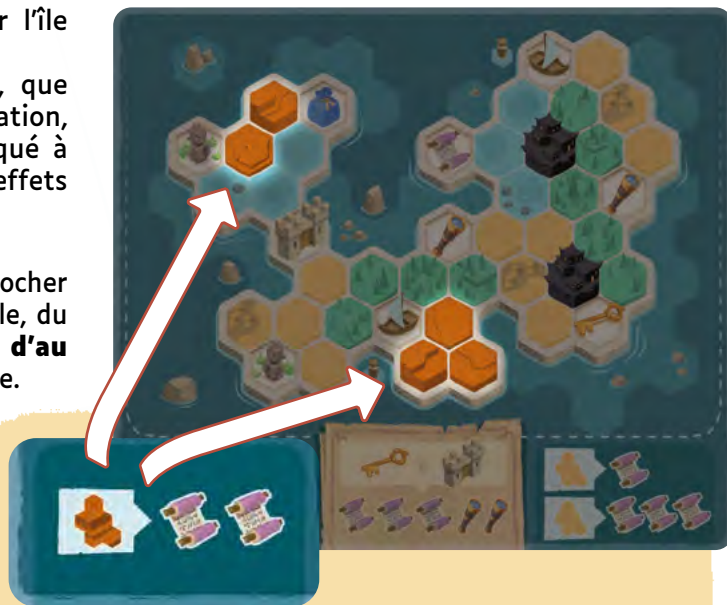 r l'île
, que
ation,
qué à
effets
ocher
le, du
d'au
e.